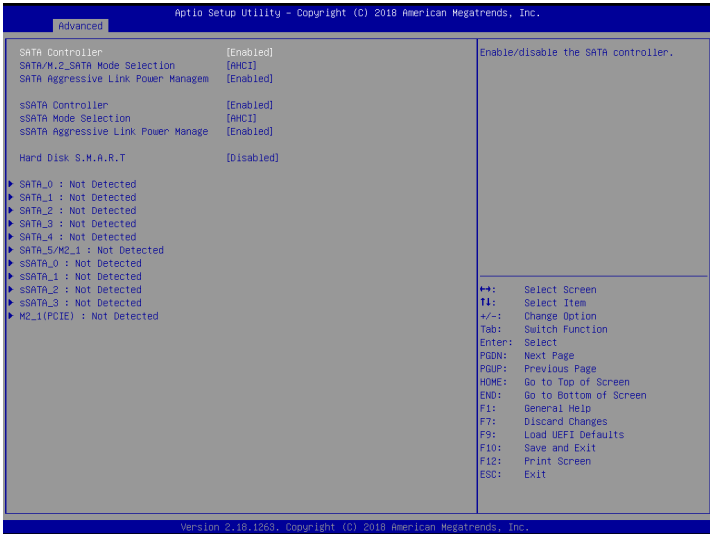 Aptio Setup Utility – Copyright (C) 2018 American Megatrends, Inc.
Advanced
SATA Controller [Enabled]
SATA/M.2_SATA Mode Selection [AHCI]
SATA Aggressive Link Power Managem [Enabled]
sSATA Controller [Enabled]
sSATA Mode Selection [AHCI]
sSATA Aggressive Link Power Manage [Enabled]
Hard Disk S.M.A.R.T [Disabled]
SATA_0 : Not Detected
SATA_1 : Not Detected
SATA_2 : Not Detected
SATA_3 : Not Detected
SATA_4 : Not Detected
SATA_5/M2_1 : Not Detected
sSATA_0 : Not Detected
sSATA_1 : Not Detected
sSATA_2 : Not Detected
sSATA_3 : Not Detected
M2_1(PCIE) : Not Detected
Enable/disable the SATA controller.
↔: Select Screen
↑↓: Select Item
+/-: Change Option
Tab: Switch Function
Enter: Select
PGDN: Next Page
PGUP: Previous Page
HOME: Go to Top of Screen
END: Go to Bottom of Screen
F1: General Help
F7: Discard Changes
F9: Load UEFI Defaults
F10: Save and Exit
F12: Print Screen
ESC: Exit
Version 2.18.1263. Copyright (C) 2018 American Megatrends, Inc.